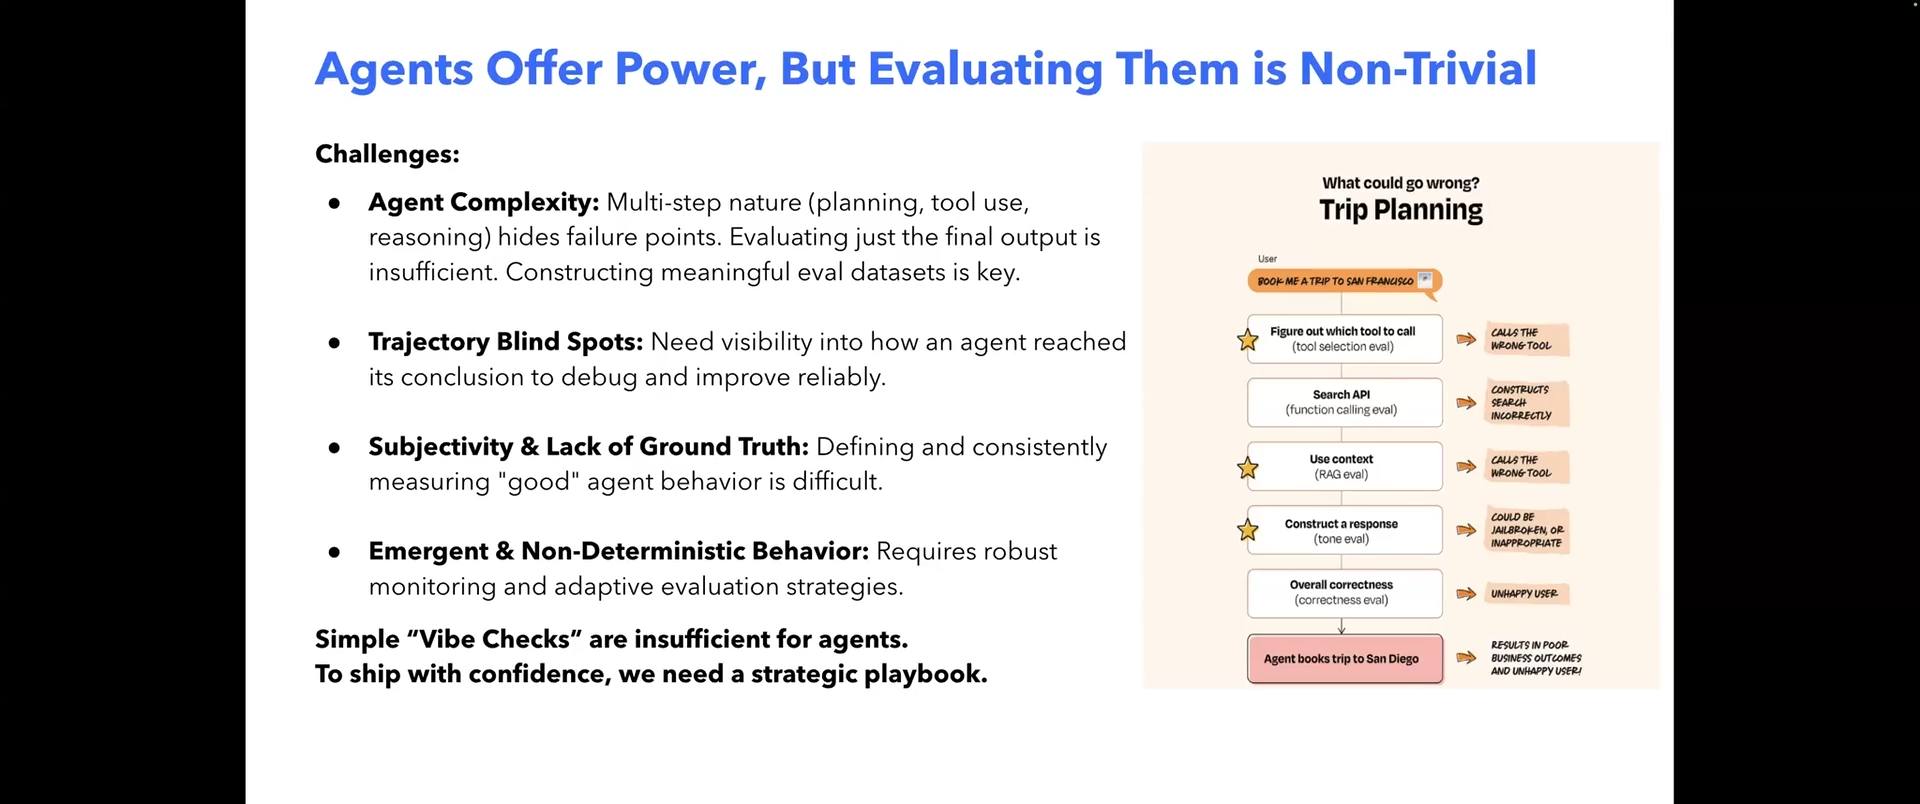 Agents Offer Power, But Evaluating Them is Non-Trivial
Challenges:
● Agent Complexity: Multi-step nature (planning, tool use,
reasoning) hides failure points. Evaluating just the final output is
insufficient. Constructing meaningful eval datasets is key.
● Trajectory Blind Spots: Need visibility into how an agent reached
its conclusion to debug and improve reliably.
● Subjectivity & Lack of Ground Truth: Defining and consistently
measuring "good" agent behavior is difficult.
● Emergent & Non-Deterministic Behavior: Requires robust
monitoring and adaptive evaluation strategies.
Simple “Vibe Checks” are insufficient for agents.
To ship with confidence, we need a strategic playbook.
What could go wrong?
Trip Planning
User
BOOK ME A TRIP TO SAN FRANCISCO
Figure out which tool to call
(tool selection eval)
CALLS THE
WRONG TOOL
Search API
(function calling eval)
CONSTRUCTS
SEARCH
INCORRECTLY
Use context
(RAG eval)
CALLS THE
WRONG TOOL
Construct a response
(tone eval)
COULD BE
JAILBROKEN, OR
INAPPROPRIATE
Overall correctness
(correctness eval)
UNHAPPY USER
Agent books trip to San Diego
RESULTS IN POOR
BUSINESS OUTCOMES
AND UNHAPPY USER!